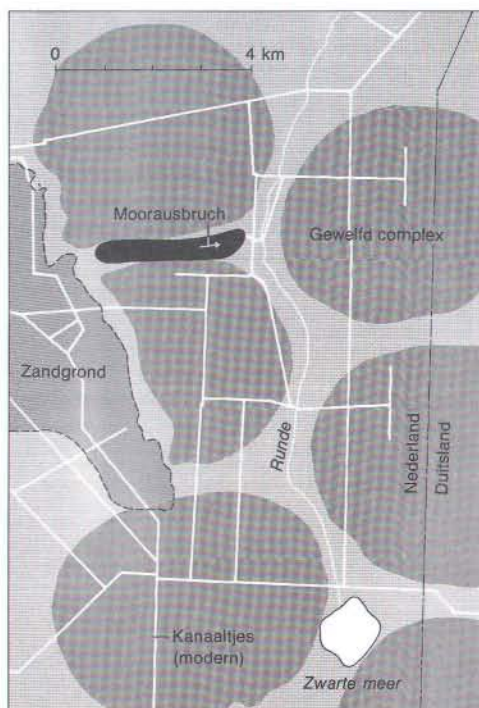 0 4 km
Moorausbruch
Gewelfd complex
Zandgrond
Runde
Nederland
Duitsland
Kanaaltjes
(modern)
Zwarte meer